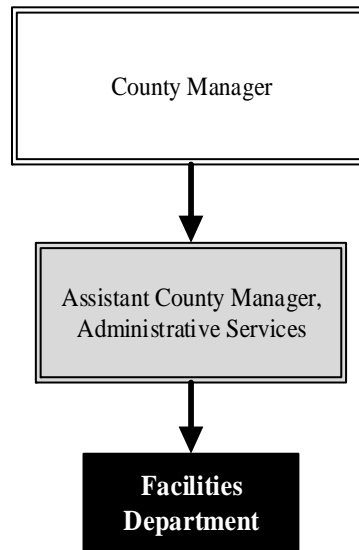 County Manager
Assistant County Manager,
Administrative Services
Facilities
Department